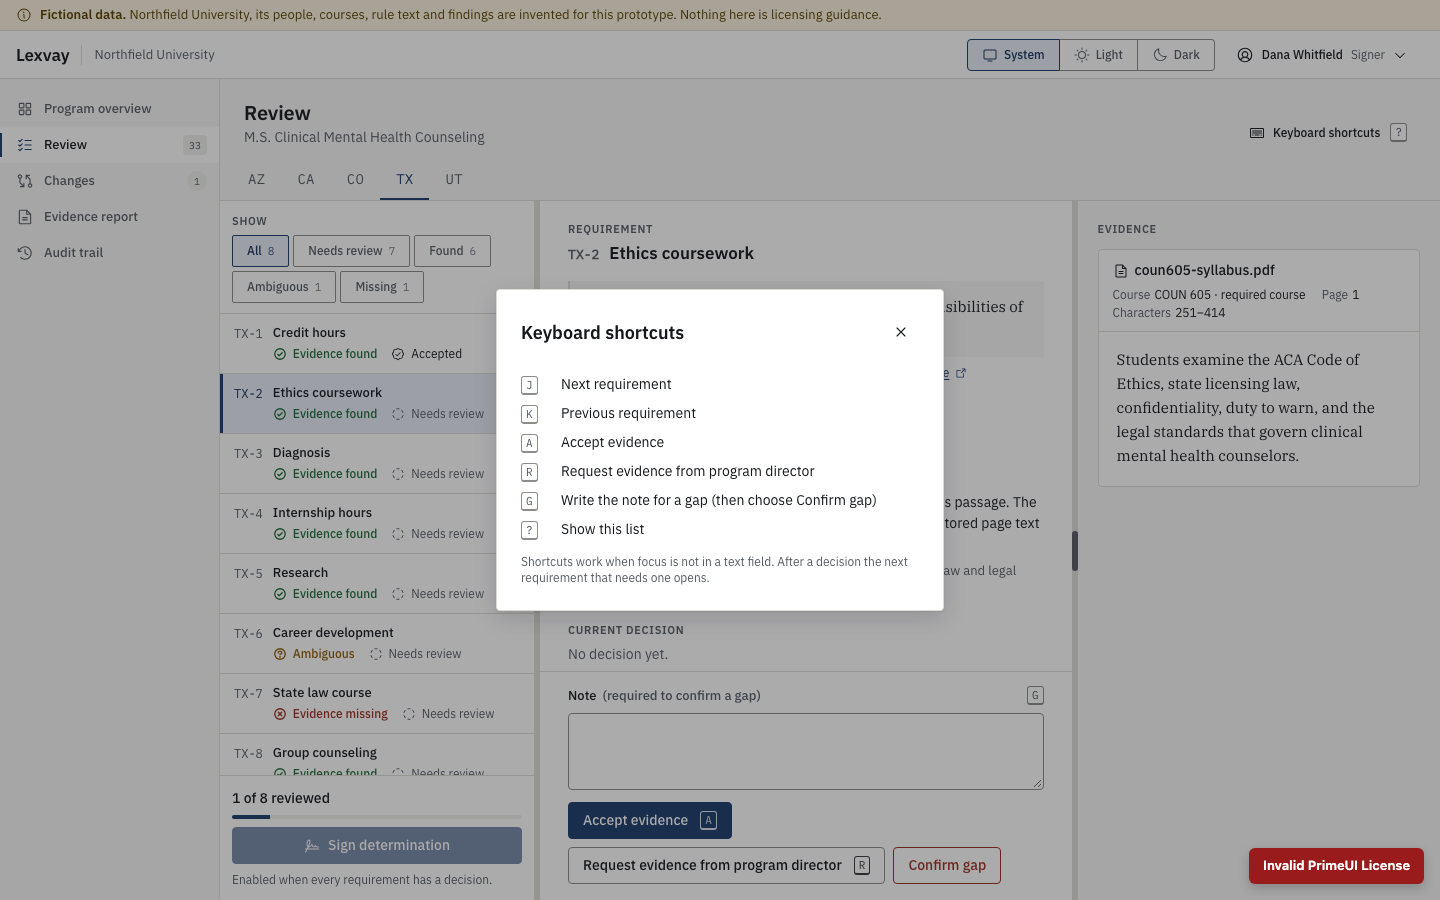 Fictional data. Northfield University, its people, courses, rule text and findings are invented for this prototype. Nothing here is licensing guidance.
Lexvay
Northfield University
System
Light
Dark
Dana Whitfield Signer
Program overview
Review 33
Changes 1
Evidence report
Audit trail
Review
M.S. Clinical Mental Health Counseling
Keyboard shortcuts ?
AZ CA CO TX UT
SHOW
All 8
Needs review 7
Found 6
Ambiguous 1
Missing 1
TX-1 Credit hours
Evidence found Accepted
TX-2 Ethics coursework
Evidence found Needs review
TX-3 Diagnosis
Evidence found Needs review
TX-4 Internship hours
Evidence found Needs review
TX-5 Research
Evidence found Needs review
TX-6 Career development
Ambiguous Needs review
TX-7 State law course
Evidence missing Needs review
TX-8 Group counseling
Evidence found Needs review
1 of 8 reviewed
Sign determination
Enabled when every requirement has a decision.
REQUIREMENT
TX-2 Ethics coursework
sibilities of
e
s passage. The
tored page text
aw and legal
Keyboard shortcuts
J Next requirement
K Previous requirement
A Accept evidence
R Request evidence from program director
G Write the note for a gap (then choose Confirm gap)
? Show this list
Shortcuts work when focus is not in a text field. After a decision the next
requirement that needs one opens.
CURRENT DECISION
No decision yet.
Note (required to confirm a gap) G
Accept evidence A
Request evidence from program director R
Confirm gap
EVIDENCE
coun605-syllabus.pdf
Course COUN 605 · required course Page 1
Characters 251–414
Students examine the ACA Code of
Ethics, state licensing law,
confidentiality, duty to warn, and the
legal standards that govern clinical
mental health counselors.
Invalid PrimeUI License